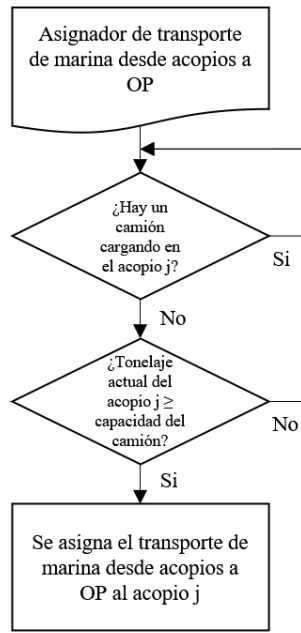 Asignador de transporte
de marina desde acopios a
OP
¿Hay un
camión
cargando en
el acopio j?
Si
No
¿Tonelaje
actual del
acopio j ≥
capacidad del
camión?
No
Si
Se asigna el transporte de
marina desde acopios a
OP al acopio j